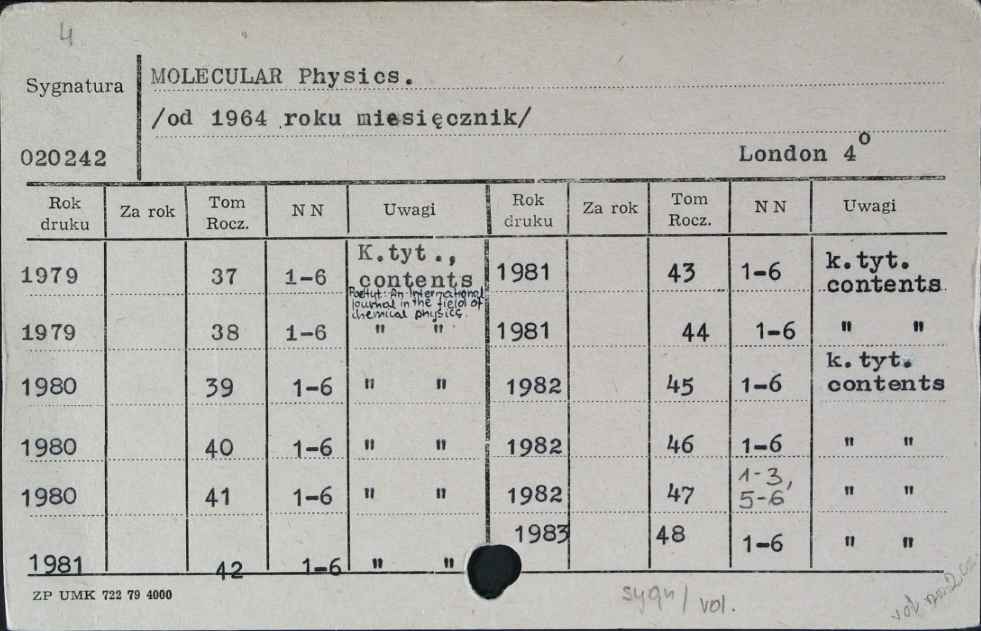 4
Sygnatura MOLECULAR Physics.
/od 1964 roku miesięcznik/
020242 London 4°
Rok druku Za rok Tom Rocz. NN Uwagi Rok druku Za rok Tom Rocz. NN Uwagi
1979 37 1-6 K.tyt., contents 1981 43 1-6 k.tyt. contents
Podtyt: An International
journal in the field of
chemical physics.
1979 38 1-6 " " 1981 44 1-6 " "
1980 39 1-6 " " 1982 45 1-6 k.tyt. contents
1980 40 1-6 " " 1982 46 1-6 " "
1980 41 1-6 " " 1982 47 1-3, 5-6 " "
1981 42 1-6 " " 1983 48 1-6 " "
ZP UMK 722 79 4000
sygn/vol.
vol